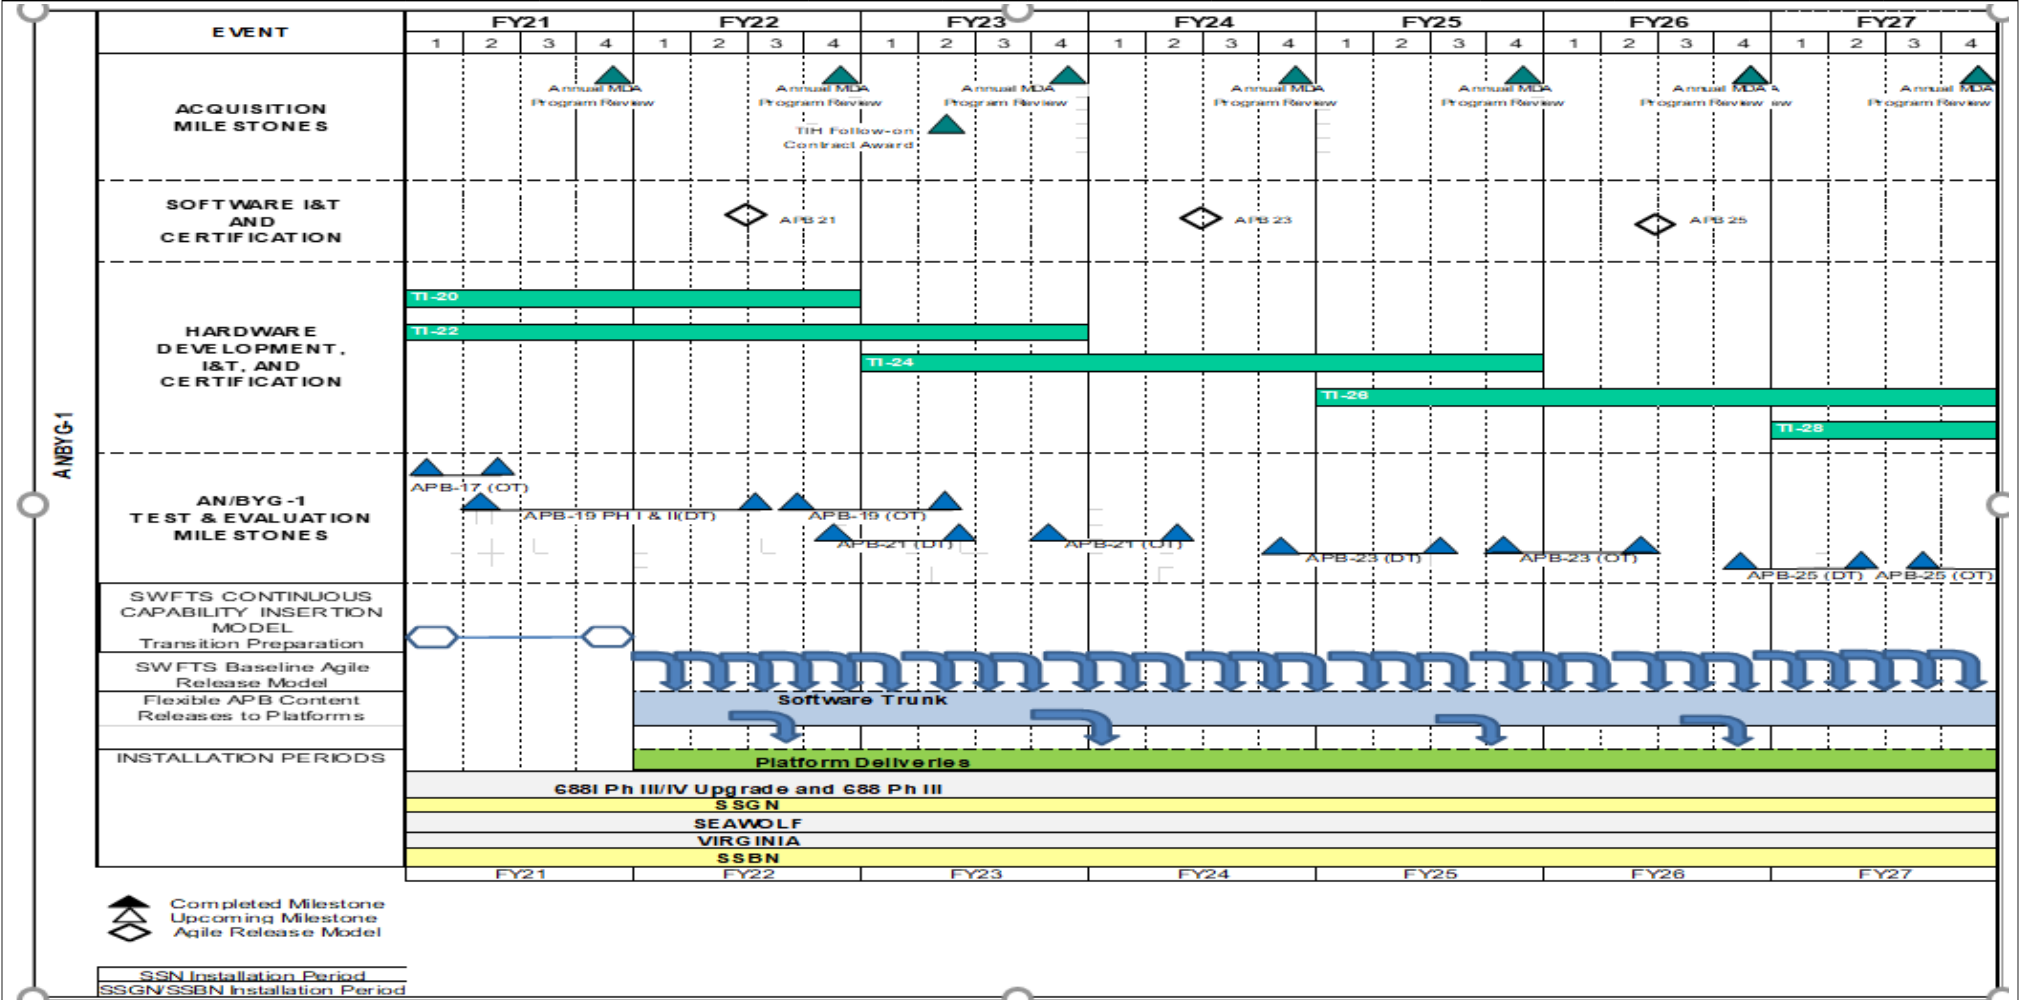 EVENT
FY21 FY22 FY23 FY24 FY25 FY26 FY27
1 2 3 4 1 2 3 4 1 2 3 4 1 2 3 4 1 2 3 4 1 2 3 4 1 2 3 4
ACQUISITION
MILESTONES
Annual MDA Annual MDA Annual MDA Annual MDA Annual MDA Annual MDA Annual MDA
Program Review Program Review Program Review Program Review Program Review Program Review Program Review
TIH Follow-on
Contract Award
SOFTWARE I&T
AND
CERTIFICATION
APB 21 APB 23 APB 25
HARDWARE
DEVELOPMENT,
I&T, AND
CERTIFICATION
TI-20
TI-22
TI-24
TI-26
TI-28
ANBYG-1
AN/BYG-1
TEST & EVALUATION
MILESTONES
APB-17 (OT)
APB-19 PH I & II(DT) APB-19 (OT)
APB-21 (DT) APB-21 (OT)
APB-23 (DT) APB-23 (OT)
APB-25 (DT) APB-25 (OT)
SWFTS CONTINUOUS
CAPABILITY INSERTION
MODEL
Transition Preparation
SWFTS Baseline Agile
Release Model
Flexible APB Content
Releases to Platforms
Software Trunk
INSTALLATION PERIODS
Platform Deliveries
688I Ph III/IV Upgrade and 688 Ph III
SSGN
SEAWOLF
VIRGINIA
SSBN
FY21 FY22 FY23 FY24 FY25 FY26 FY27
Completed Milestone
Upcoming Milestone
Agile Release Model
SSN Installation Period
SSGN/SSBN Installation Period